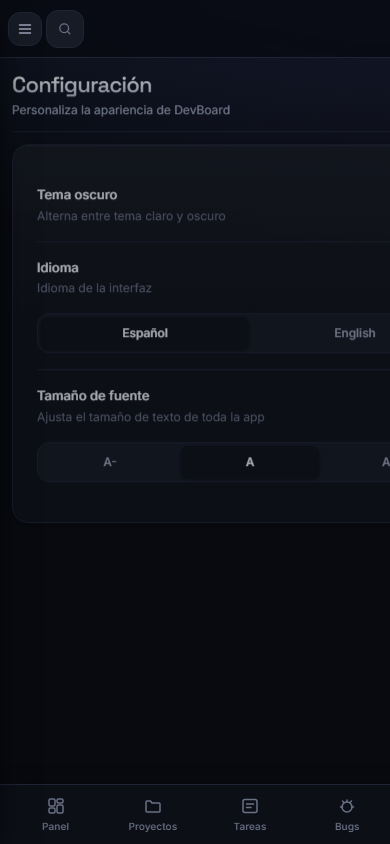 Configuración
Personaliza la apariencia de DevBoard
Tema oscuro
Alterna entre tema claro y oscuro
Idioma
Idioma de la interfaz
Español English
Tamaño de fuente
Ajusta el tamaño de texto de toda la app
A- A A
Panel Proyectos Tareas Bugs